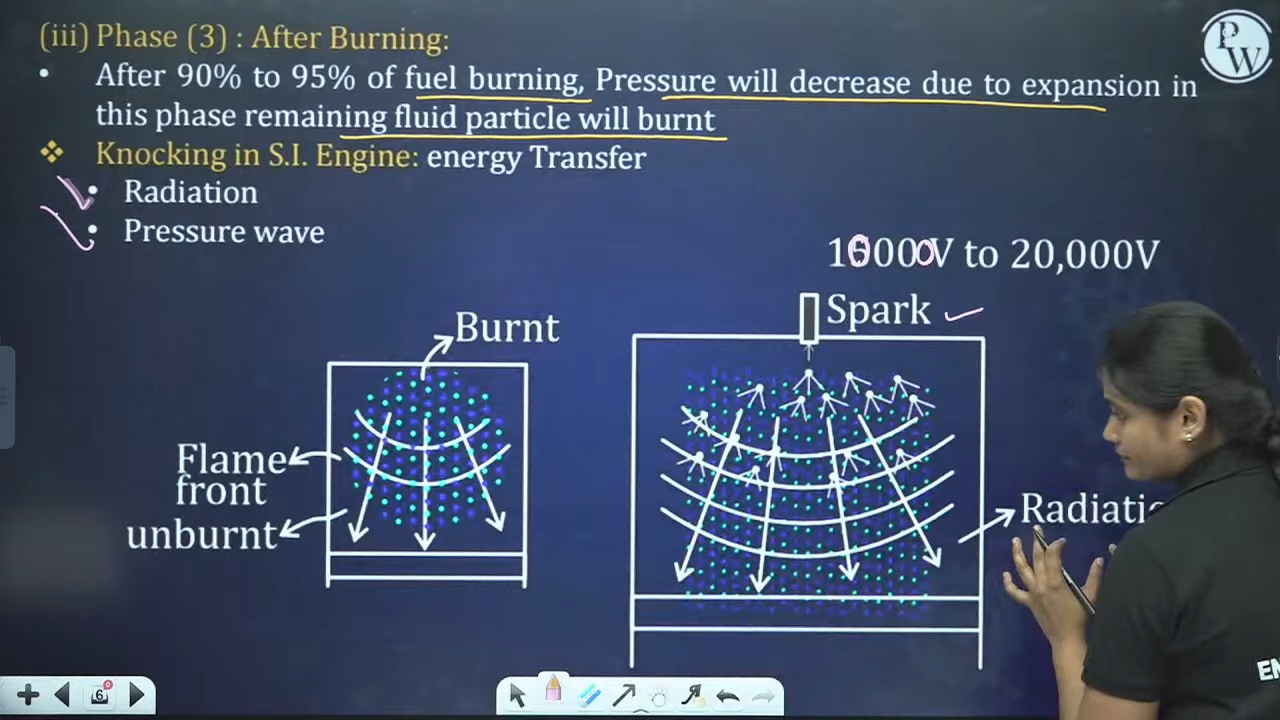 (iii) Phase (3) : After Burning:
• After 90% to 95% of fuel burning, Pressure will decrease due to expansion in
this phase remaining fluid particle will burnt
❖ Knocking in S.I. Engine: energy Transfer
• Radiation
• Pressure wave
10000V to 20,000V
Spark
Burnt
Flame
front
unburnt
PW
6